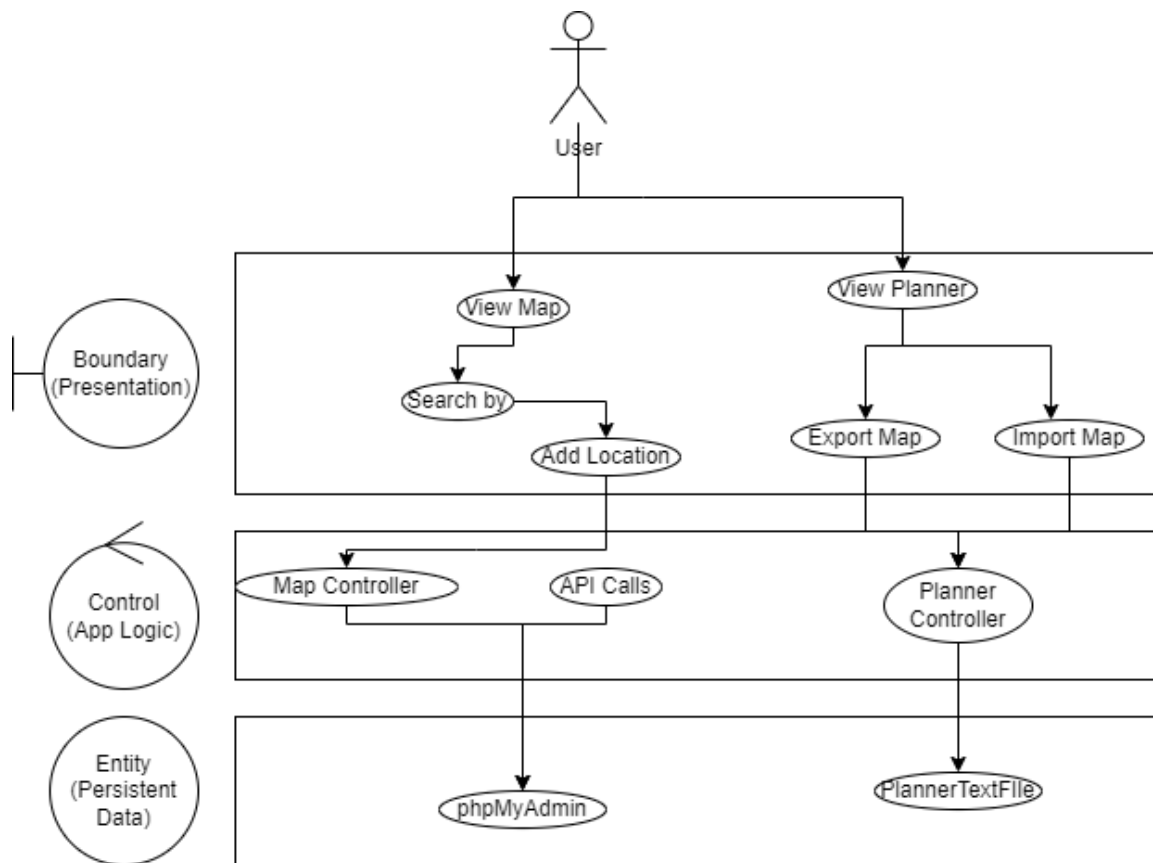 User
View Map
View Planner
Boundary
(Presentation)
Search by
Export Map
Import Map
Add Location
Control
(App Logic)
Map Controller
API Calls
Planner
Controller
Entity
(Persistent
Data)
phpMyAdmin
PlannerTextFIle